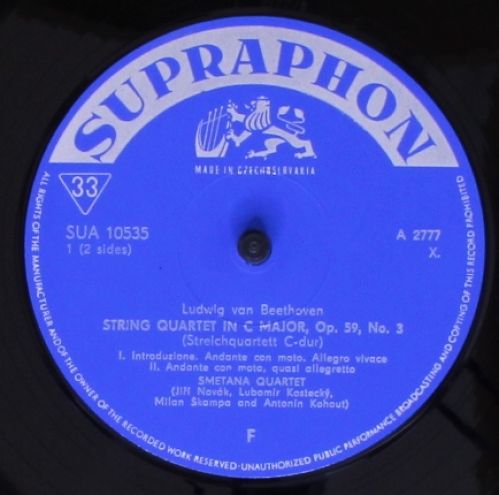 SUPRAPHON
MADE IN CZECHOSLOVAKIA
33
SUA 10535
1 (2 sides)
A 2777
X.
Ludwig van Beethoven
STRING QUARTET IN C MAJOR, Op. 59, No. 3
(Streichquartett C-dur)
I. Introduzione. Andante con moto. Allegro vivace
II. Andante con moto, quasi allegretto
SMETANA QUARTET
(Jiří Novák, Lubomír Kostecký,
Milan Škampa and Antonín Kohout)
F
ALL RIGHTS OF THE MANUFACTURER AND OF THE OWNER OF THE RECORDED WORK RESERVED·UNAUTHORIZED PUBLIC PERFORMANCE BROADCASTING AND COPYING OF THIS RECORD PROHIBITED